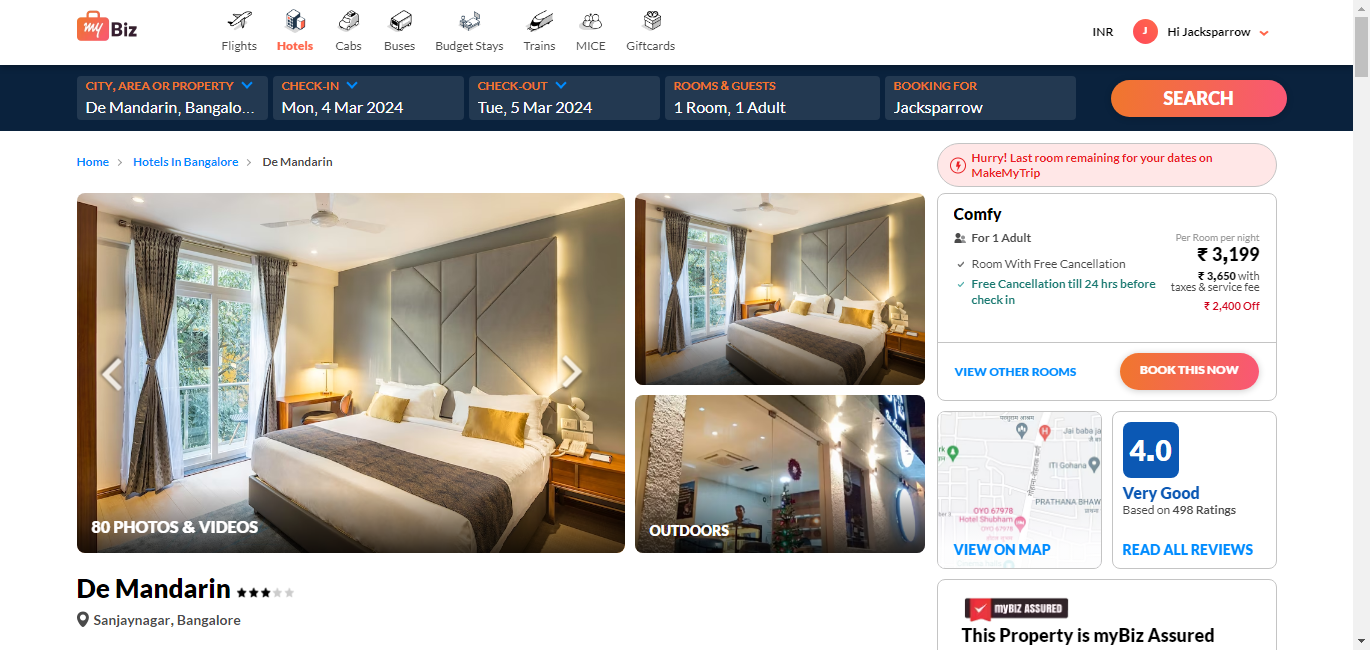 my Biz
Flights
Hotels
Cabs
Buses
Budget Stays
Trains
MICE
Giftcards
INR
J
Hi Jacksparrow
CITY, AREA OR PROPERTY
De Mandarin, Bangalo...
CHECK-IN
Mon, 4 Mar 2024
CHECK-OUT
Tue, 5 Mar 2024
ROOMS & GUESTS
1 Room, 1 Adult
BOOKING FOR
Jacksparrow
SEARCH
Home
Hotels In Bangalore
De Mandarin
Hurry! Last room remaining for your dates on
MakeMyTrip
80 PHOTOS & VIDEOS
OUTDOORS
Comfy
For 1 Adult
Room With Free Cancellation
Free Cancellation till 24 hrs before
check in
Per Room per night
₹ 3,199
₹ 3,650 with
taxes & service fee
₹ 2,400 Off
VIEW OTHER ROOMS
BOOK THIS NOW
Jai baba ja
ITI Gohana
PRATHANA BHAW
OYO 67978
Hotel Shubham
OYO 67978
VIEW ON MAP
4.0
Very Good
Based on 498 Ratings
READ ALL REVIEWS
De Mandarin
Sanjaynagar, Bangalore
myBIZ ASSURED
This Property is myBiz Assured